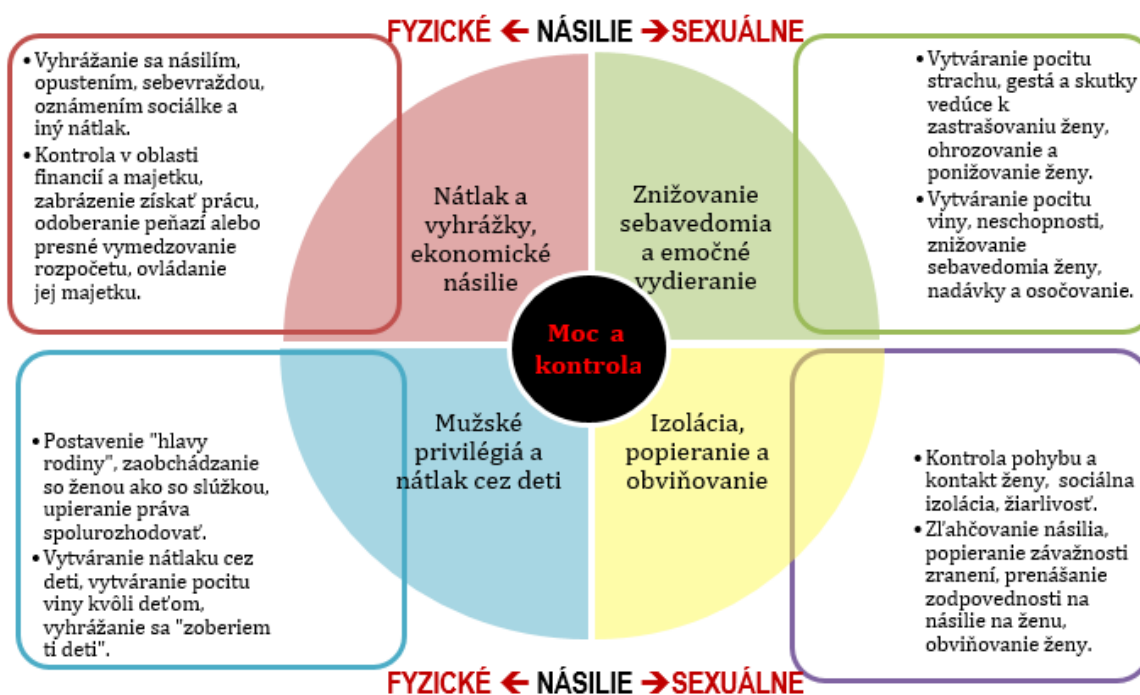 FYZICKÉ ← NÁSILIE → SEXUÁLNE
• Vyhrážanie sa násilím,
opustením, sebevraždou,
oznámením sociálke a
iný nátlak.
• Kontrola v oblasti
financií a majetku,
zabrázenie získať prácu,
odoberanie peňazí alebo
presné vymedzovanie
rozpočetu, ovládanie
jej majetku.
Nátlak a
vyhrážky,
ekonomické
násilie
Znižovanie
sebavedomia
a emočné
vydieranie
• Vytváranie pocitu
strachu, gestá a skutky
vedúce k
zastrašovaniu ženy,
ohrozovanie a
ponižovanie ženy.
• Vytváranie pocitu
viny, neschopnosti,
znižovanie
sebavedomia ženy,
nadávky a osočovanie.
Moc a
kontrola
• Postavenie "hlavy
rodiny", zaobchádzanie
so ženou ako so slúžkou,
upieranie práva
spolurozhodovať.
• Vytváranie nátlaku cez
deti, vytváranie pocitu
viny kvôli deťom,
vyhrážanie sa "zoberiem
ti deti".
Mužské
privilégiá a
nátlak cez deti
Izolácia,
popieranie a
obviňovanie
• Kontrola pohybu a
kontakt ženy, sociálna
izolácia, žiarlivosť.
• Zľahčovanie násilia,
popieranie závažnosti
zranení, prenášanie
zodpovednosti na
násilie na ženu,
obviňovanie ženy.
FYZICKÉ ← NÁSILIE → SEXUÁLNE